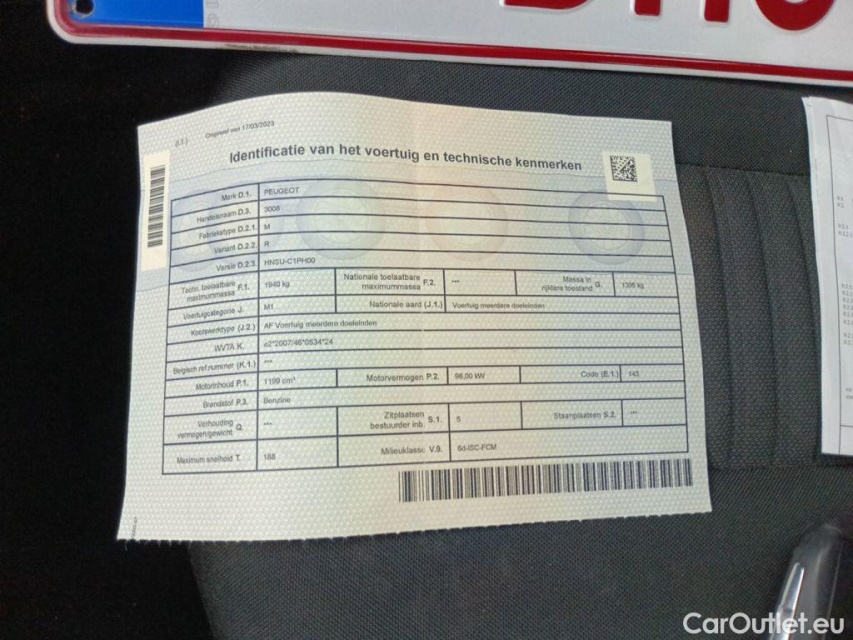 (I.1.) Origineel van 17/03/2023
Identificatie van het voertuig en technische kenmerken
Merk D.1. PEUGEOT
Handelsnaam D.3. 3008
Fabriekstype D.2.1. M
Variant D.2.2. R
Versie D.2.3. HNSU-C1PH00
Techn. toelaatbare maximummassa F.1. 1940 kg Nationale toelaatbare maximummassa F.2. --- Massa in rijklare toestand G. 1395 kg
Voertuigcategorie J. M1 Nationale aard (J.1.) Voertuig meerdere doeleinden
Koetswerktype (J.2.) AF Voertuig meerdere doeleinden
WVTA K. e2*2007/46*0534*24
Belgisch ref.nummer (K.1.) ---
Motorinhoud P.1. 1199 cm³ Motorvermogen P.2. 96,00 kW Code (E.1.) 143
Brandstof P.3. Benzine
Verhouding vermogen/gewicht Q. --- Zitplaatsen bestuurder inb. S.1. 5 Staanplaatsen S.2. ---
Maximum snelheid T. 188 Milieuklasse V.9. 6d-ISC-FCM
CarOutlet.eu